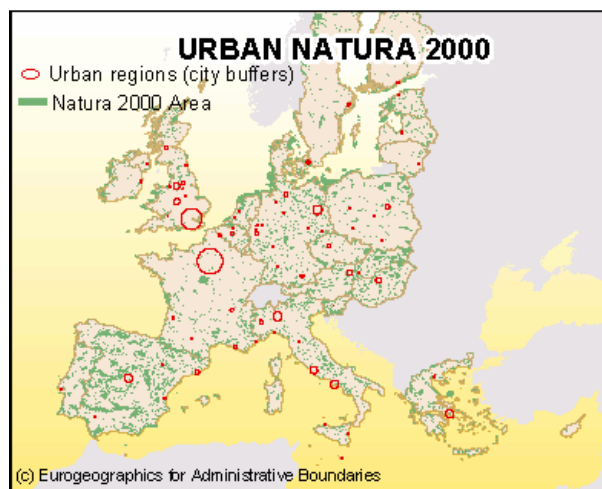 URBAN NATURA 2000
Urban regions (city buffers)
Natura 2000 Area
(c) Eurogeographics for Administrative Boundaries